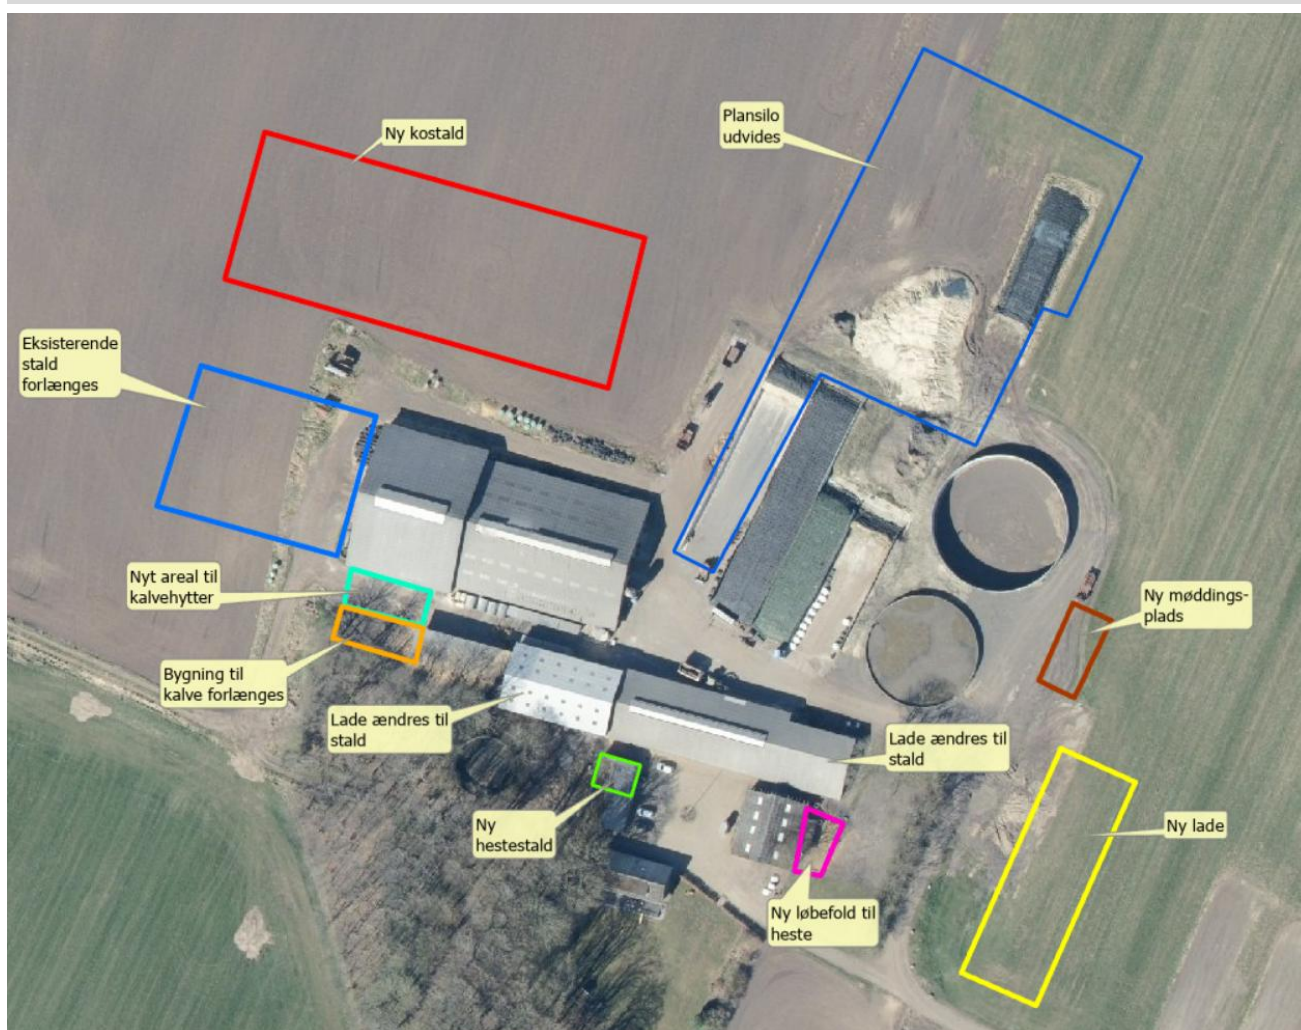 Ny kostald
Plansilo
udvides
Eksisterende
stald
forlænges
Nyt areal til
kalvehytter
Ny møddings-
plads
Bygning til
kalve forlænges
Lade ændres til
stald
Lade ændres til
stald
Ny
hestestald
Ny lade
Ny løbefold til
heste